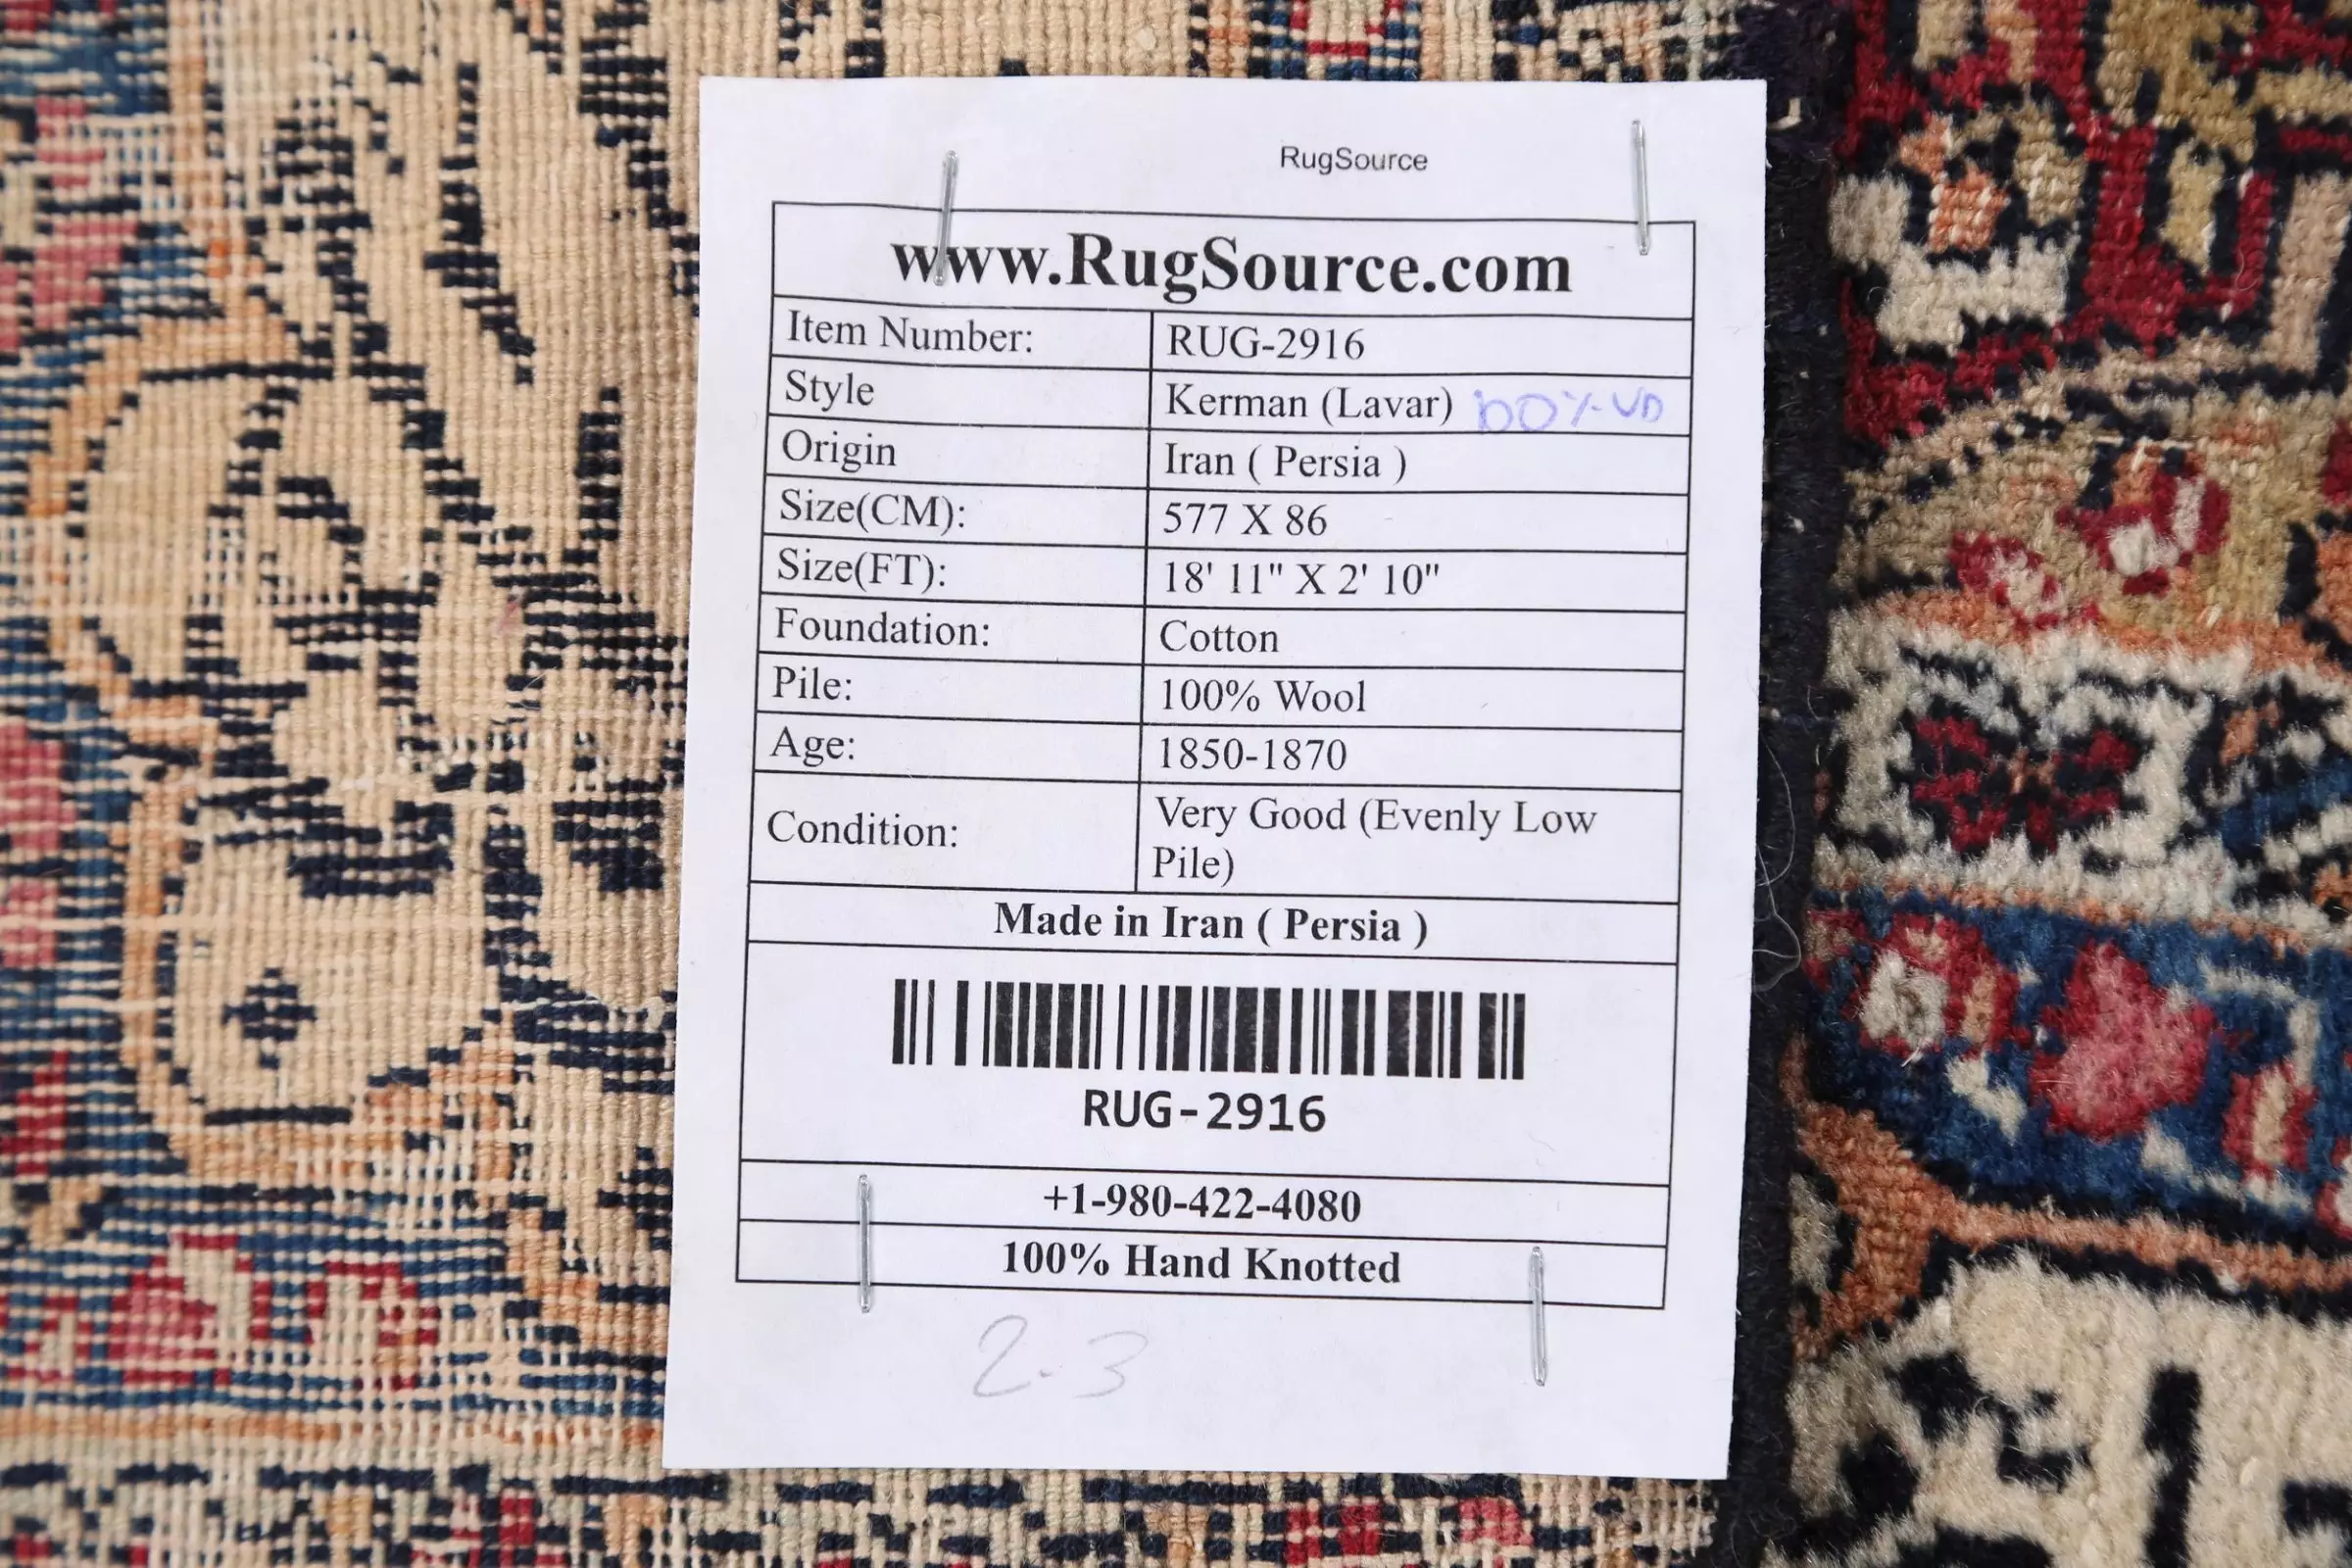 RugSource
www.RugSource.com
Item Number: RUG-2916
Style Kerman (Lavar) 100%-VD
Origin Iran ( Persia )
Size(CM): 577 X 86
Size(FT): 18' 11" X 2' 10"
Foundation: Cotton
Pile: 100% Wool
Age: 1850-1870
Condition: Very Good (Evenly Low
Pile)
Made in Iran ( Persia )
RUG-2916
+1-980-422-4080
100% Hand Knotted
2-3